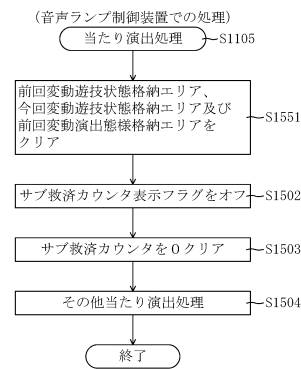 (音声ランプ制御装置での処理)
当たり演出処理 S1105
前回変動遊技状態格納エリア、
今回変動遊技状態格納エリア及び
前回変動演出態様格納エリアを
クリア
S1551
サブ救済カウンタ表示フラグをオフ S1502
サブ救済カウンタを0クリア S1503
その他当たり演出処理 S1504
終了